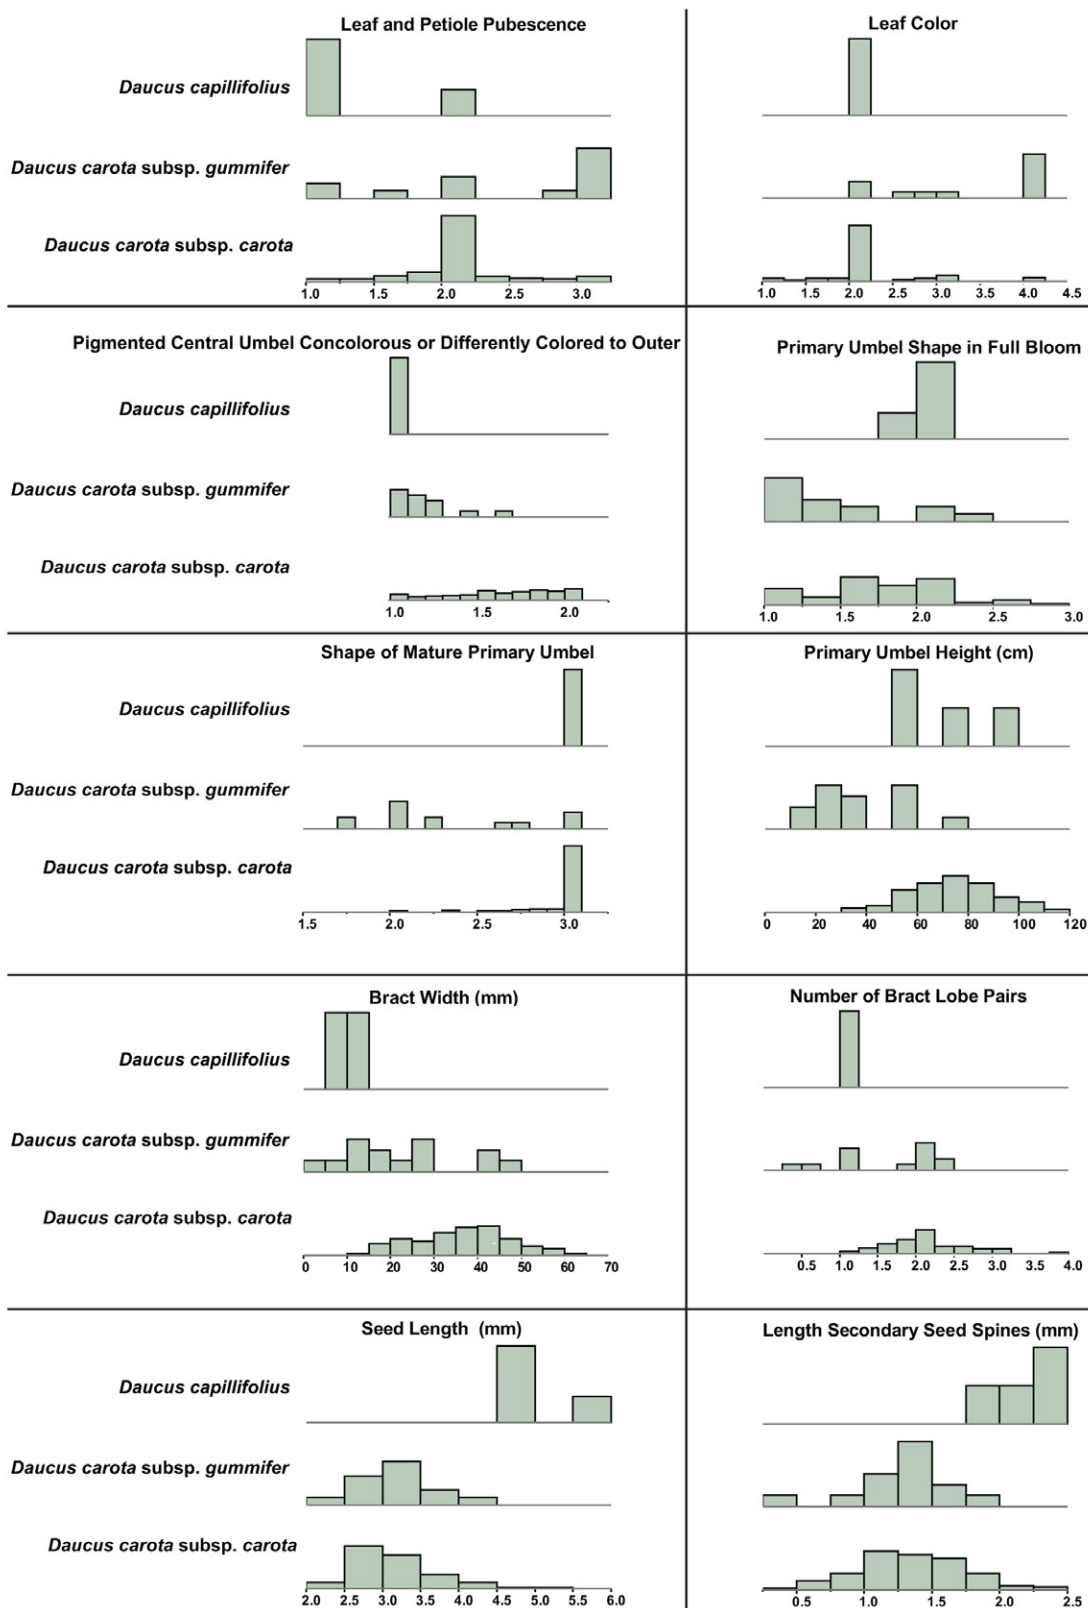 Leaf and Petiole Pubescence
Daucus capillifolius
Daucus carota subsp. gummifer
Daucus carota subsp. carota
1.0 1.5 2.0 2.5 3.0
Leaf Color
1.0 1.5 2.0 2.5 3.0 3.5 4.0 4.5
Pigmented Central Umbel Concolorous or Differently Colored to Outer
Daucus capillifolius
Daucus carota subsp. gummifer
Daucus carota subsp. carota
1.0 1.5 2.0
Primary Umbel Shape in Full Bloom
1.0 1.5 2.0 2.5 3.0
Shape of Mature Primary Umbel
Daucus capillifolius
Daucus carota subsp. gummifer
Daucus carota subsp. carota
1.5 2.0 2.5 3.0
Primary Umbel Height (cm)
0 20 40 60 80 100 120
Bract Width (mm)
Daucus capillifolius
Daucus carota subsp. gummifer
Daucus carota subsp. carota
0 10 20 30 40 50 60 70
Number of Bract Lobe Pairs
0.5 1.0 1.5 2.0 2.5 3.0 3.5 4.0
Seed Length (mm)
Daucus capillifolius
Daucus carota subsp. gummifer
Daucus carota subsp. carota
2.0 2.5 3.0 3.5 4.0 4.5 5.0 5.5 6.0
Length Secondary Seed Spines (mm)
0.5 1.0 1.5 2.0 2.5